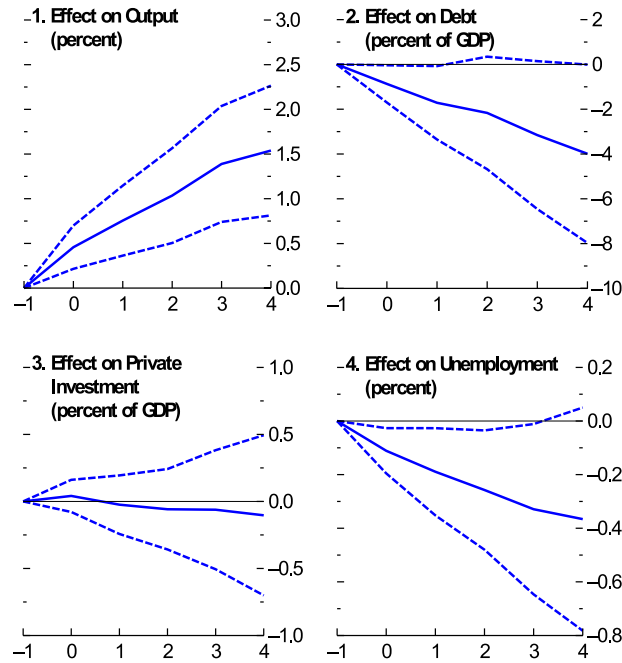 1. Effect on Output
(percent)
3.0
2.5
2.0
1.5
1.0
0.5
0.0
–1 0 1 2 3 4
2. Effect on Debt
(percent of GDP)
2
0
–2
–4
–6
–8
–10
–1 0 1 2 3 4
3. Effect on Private
Investment
(percent of GDP)
1.0
0.5
0.0
–0.5
–1.0
–1 0 1 2 3 4
4. Effect on Unemployment
(percent)
0.2
0.0
–0.2
–0.4
–0.6
–0.8
–1 0 1 2 3 4